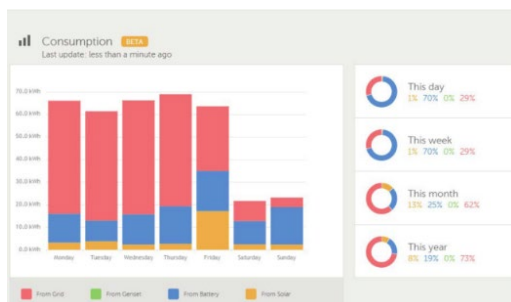 Consumption BETA
Last update: less than a minute ago
70.0 kWh
60.0 kWh
50.0 kWh
40.0 kWh
30.0 kWh
20.0 kWh
10.0 kWh
0.0 kWh
Monday Tuesday Wednesday Thursday Friday Saturday Sunday
From Grid From Genset From Battery From Solar
This day
1% 70% 0% 29%
This week
1% 70% 0% 29%
This month
13% 25% 0% 62%
This year
8% 19% 0% 73%